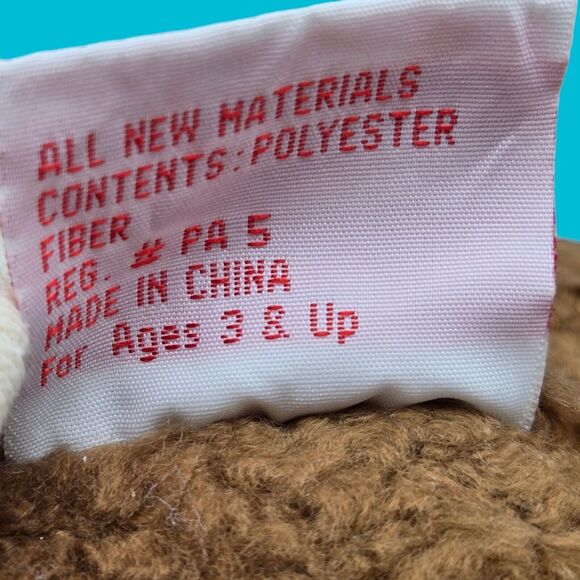 ALL NEW MATERIALS
CONTENTS: POLYESTER
FIBER
REG. # PA 5
MADE IN CHINA
For Ages 3 & Up